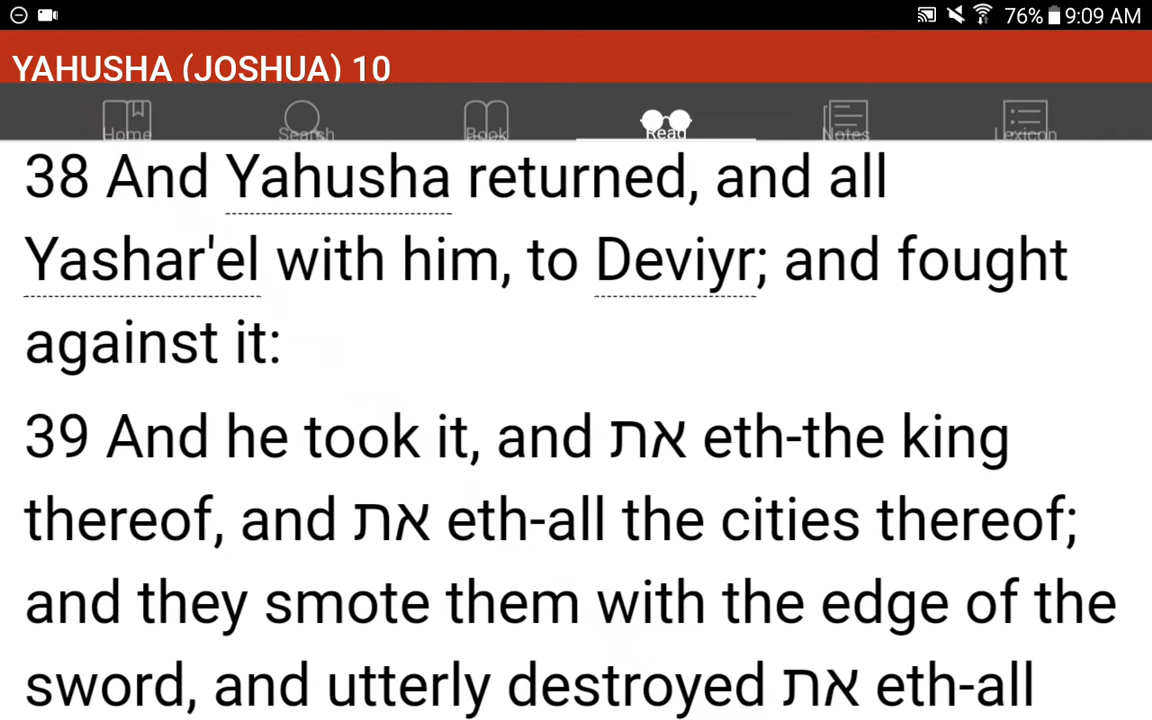 76% 9:09 AM
YAHUSHA (JOSHUA) 10
Home Search Book Read Notes Lexicon
38 And Yahusha returned, and all
Yashar'el with him, to Deviyr; and fought
against it:
39 And he took it, and את eth-the king
thereof, and את eth-all the cities thereof;
and they smote them with the edge of the
sword, and utterly destroyed את eth-all